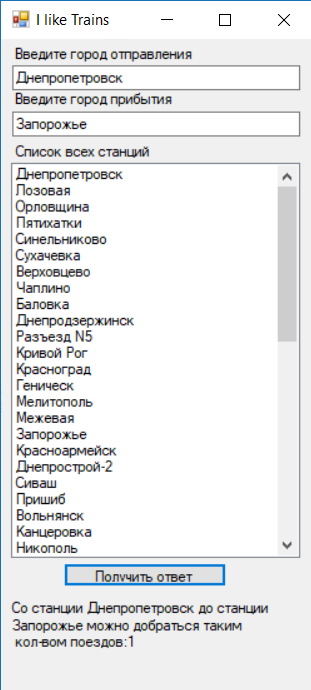 I like Trains
Введите город отправления
Днепропетровск
Введите город прибытия
Запорожье
Список всех станций
Днепропетровск
Лозовая
Орловщина
Пятихатки
Синельниково
Сухачевка
Верховцево
Чаплино
Баловка
Днепродзержинск
Разъезд N5
Кривой Рог
Красноград
Геническ
Мелитополь
Межевая
Запорожье
Красноармейск
Днепрострой-2
Сиваш
Пришиб
Вольнянск
Канцеровка
Никополь
Получить ответ
Со станции Днепропетровск до станции
Запорожье можно добраться таким
кол-вом поездов:1